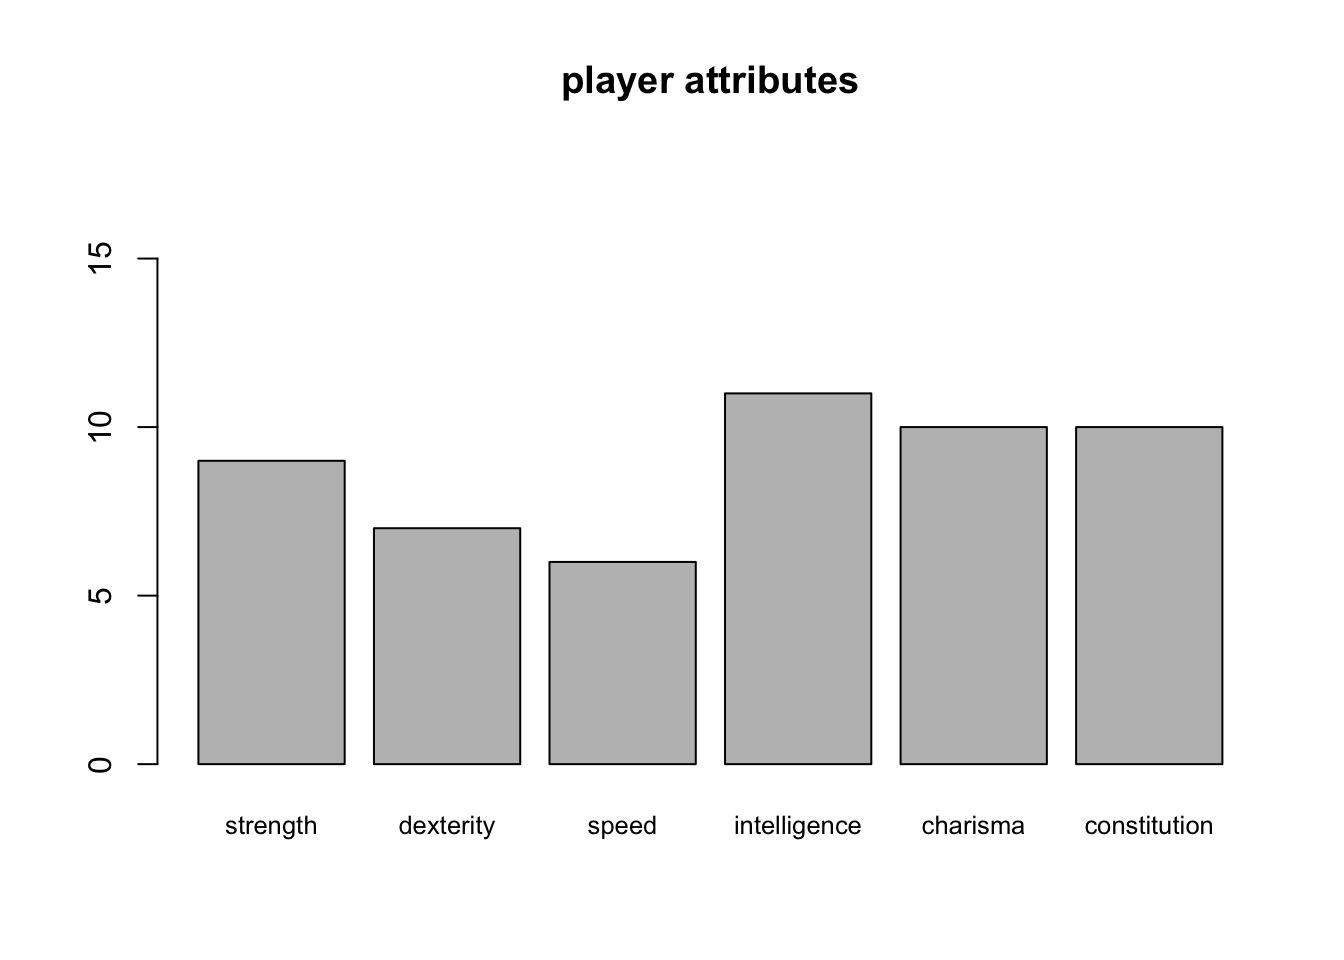 player attributes
15
10
5
0
strength dexterity speed intelligence charisma constitution